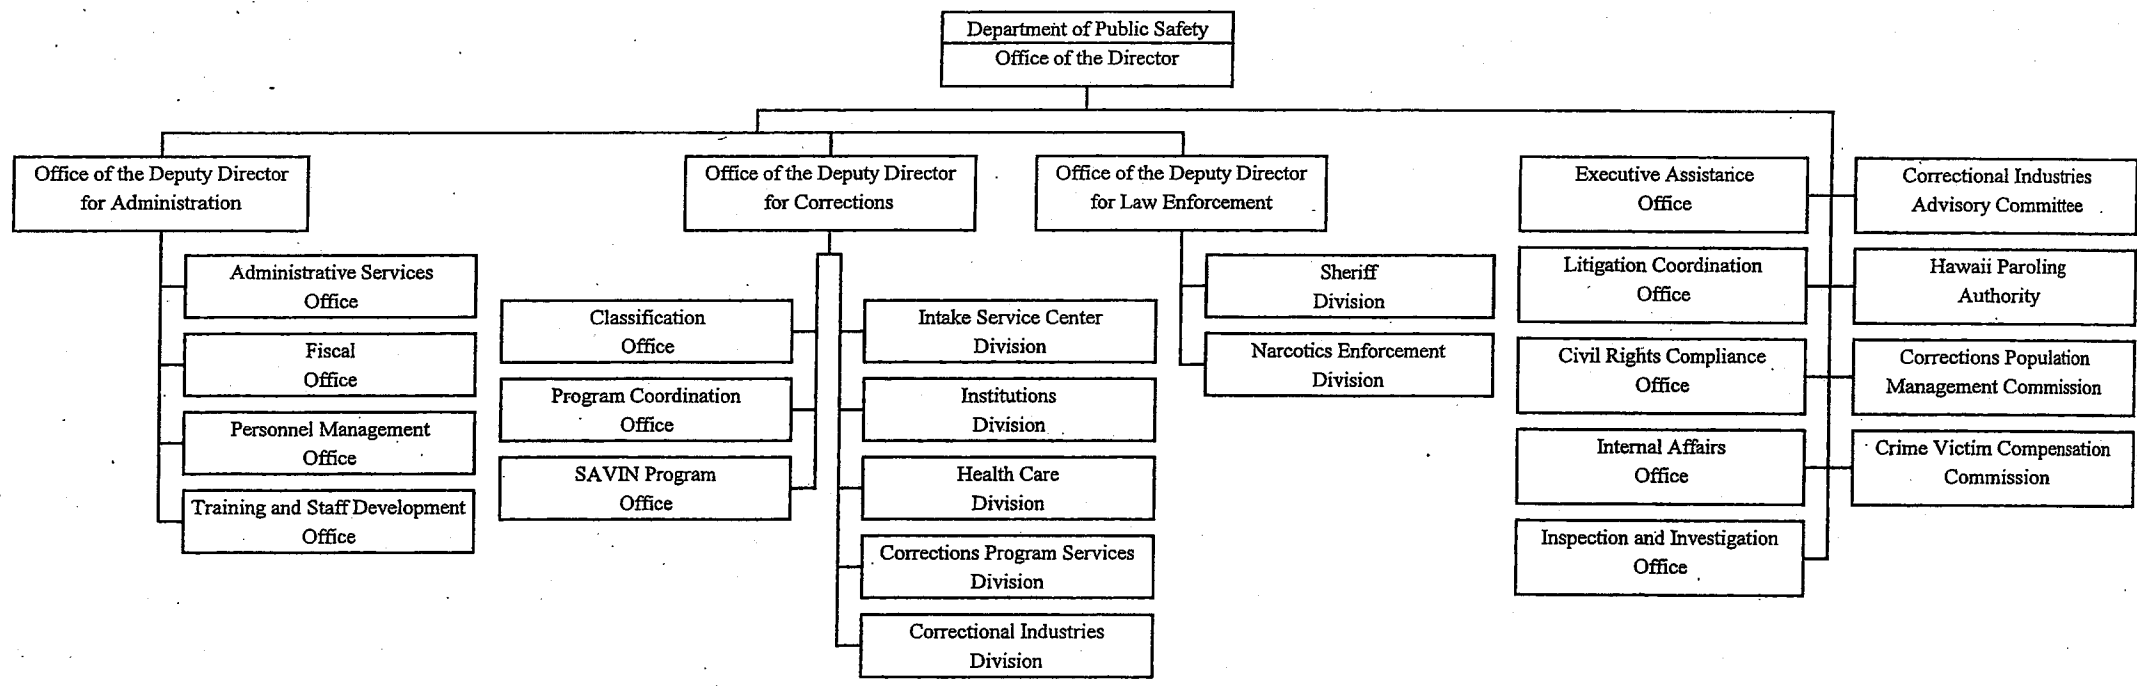 Department of Public Safety
Office of the Director
Office of the Deputy Director
for Administration
Administrative Services
Office
Fiscal
Office
Personnel Management
Office
Training and Staff Development
Office
Office of the Deputy Director
for Corrections
Classification
Office
Program Coordination
Office
SAVIN Program
Office
Intake Service Center
Division
Institutions
Division
Health Care
Division
Corrections Program Services
Division
Correctional Industries
Division
Office of the Deputy Director
for Law Enforcement
Sheriff
Division
Narcotics Enforcement
Division
Executive Assistance
Office
Litigation Coordination
Office
Civil Rights Compliance
Office
Internal Affairs
Office
Inspection and Investigation
Office
Correctional Industries
Advisory Committee
Hawaii Paroling
Authority
Corrections Population
Management Commission
Crime Victim Compensation
Commission